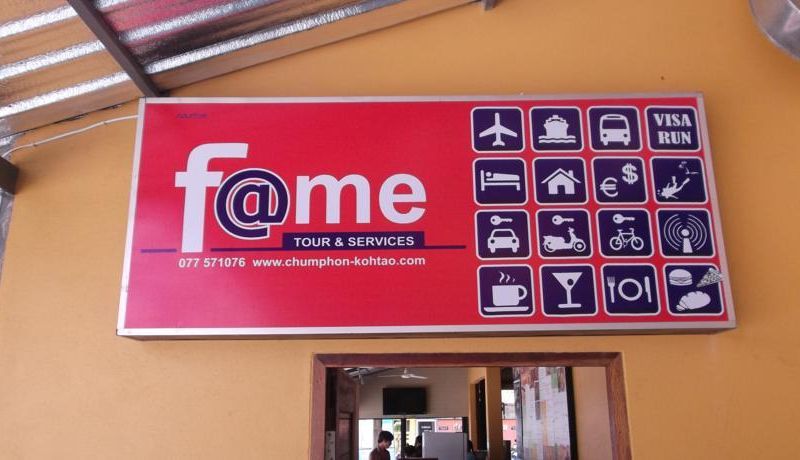 f@me
TOUR & SERVICES
077 571076 www.chumphon-kohtao.com
VISA
RUN
€$